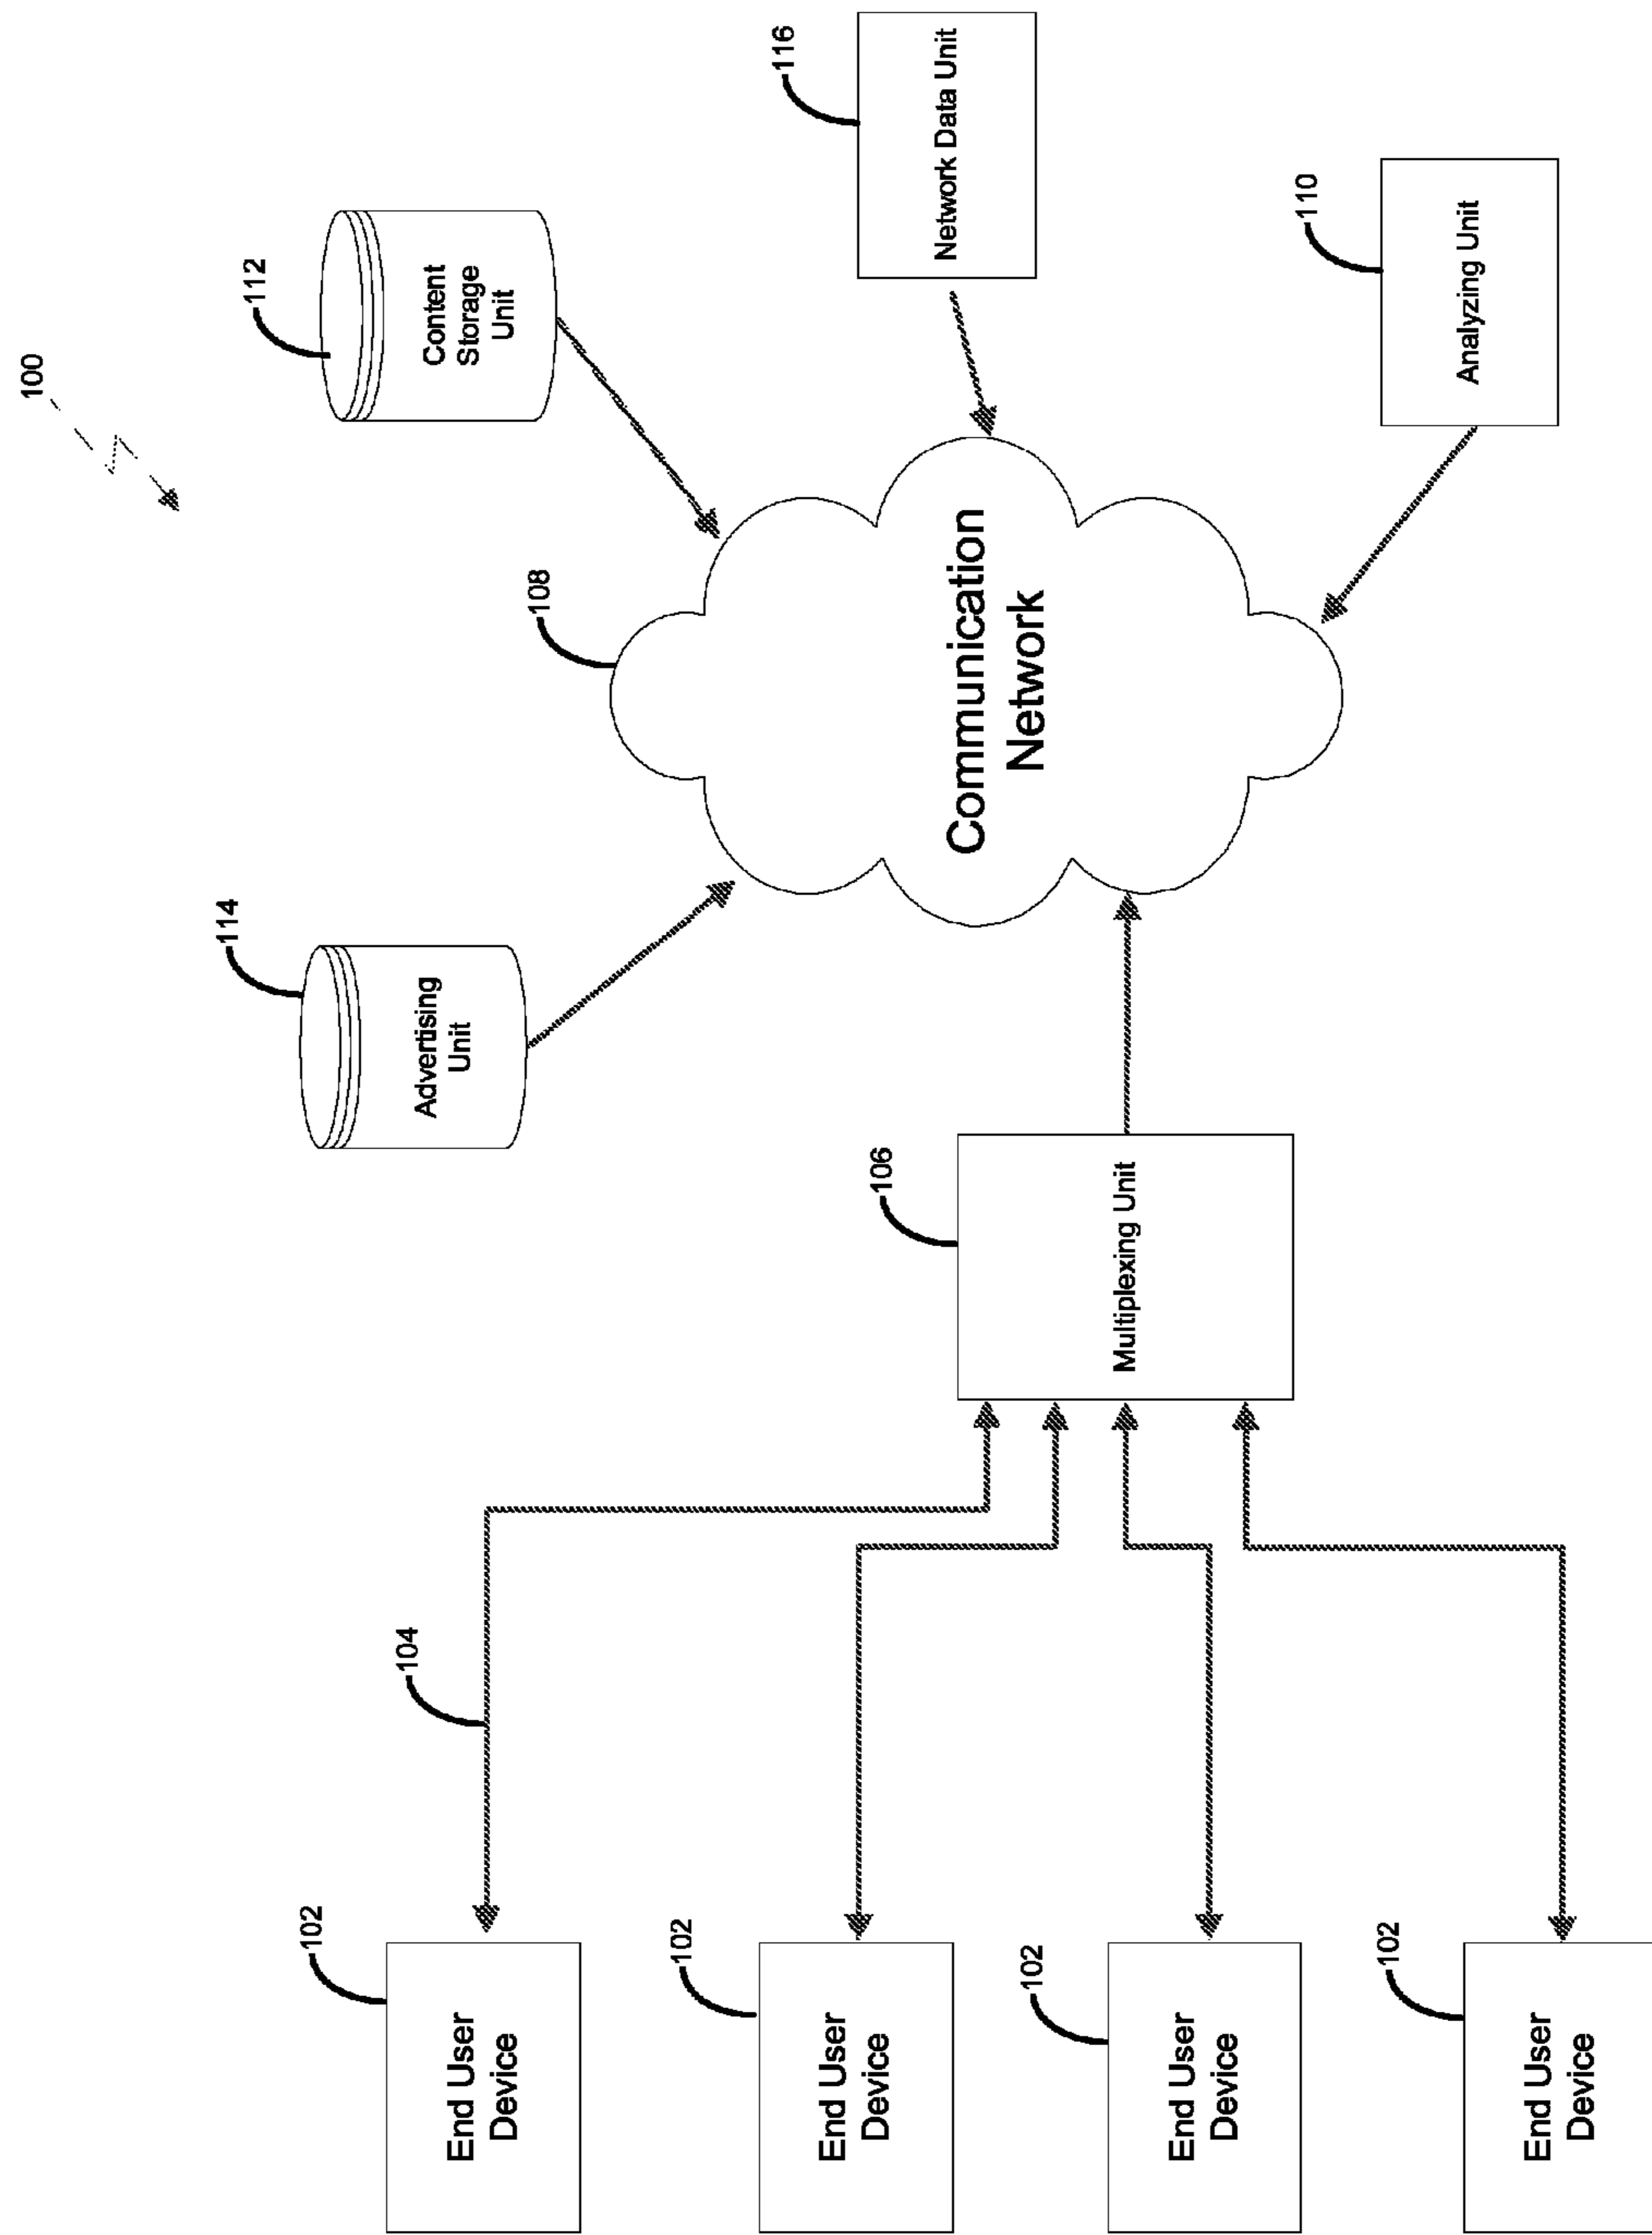 100
112
Content
Storage
Unit
116
Network Data Unit
110
Analyzing Unit
108
Communication
Network
114
Advertising
Unit
106
Multiplexing Unit
104
102
End User
Device
102
End User
Device
102
End User
Device
102
End User
Device